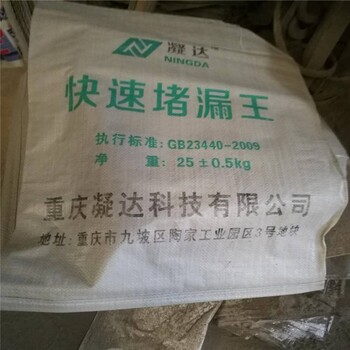 凝达
NINGDA
快速堵漏王
执行标准:GB23440-2009
净 重:25±0.5kg
重庆凝达科技有限公司
地址:重庆市九坡区陶家工业园区3号地块